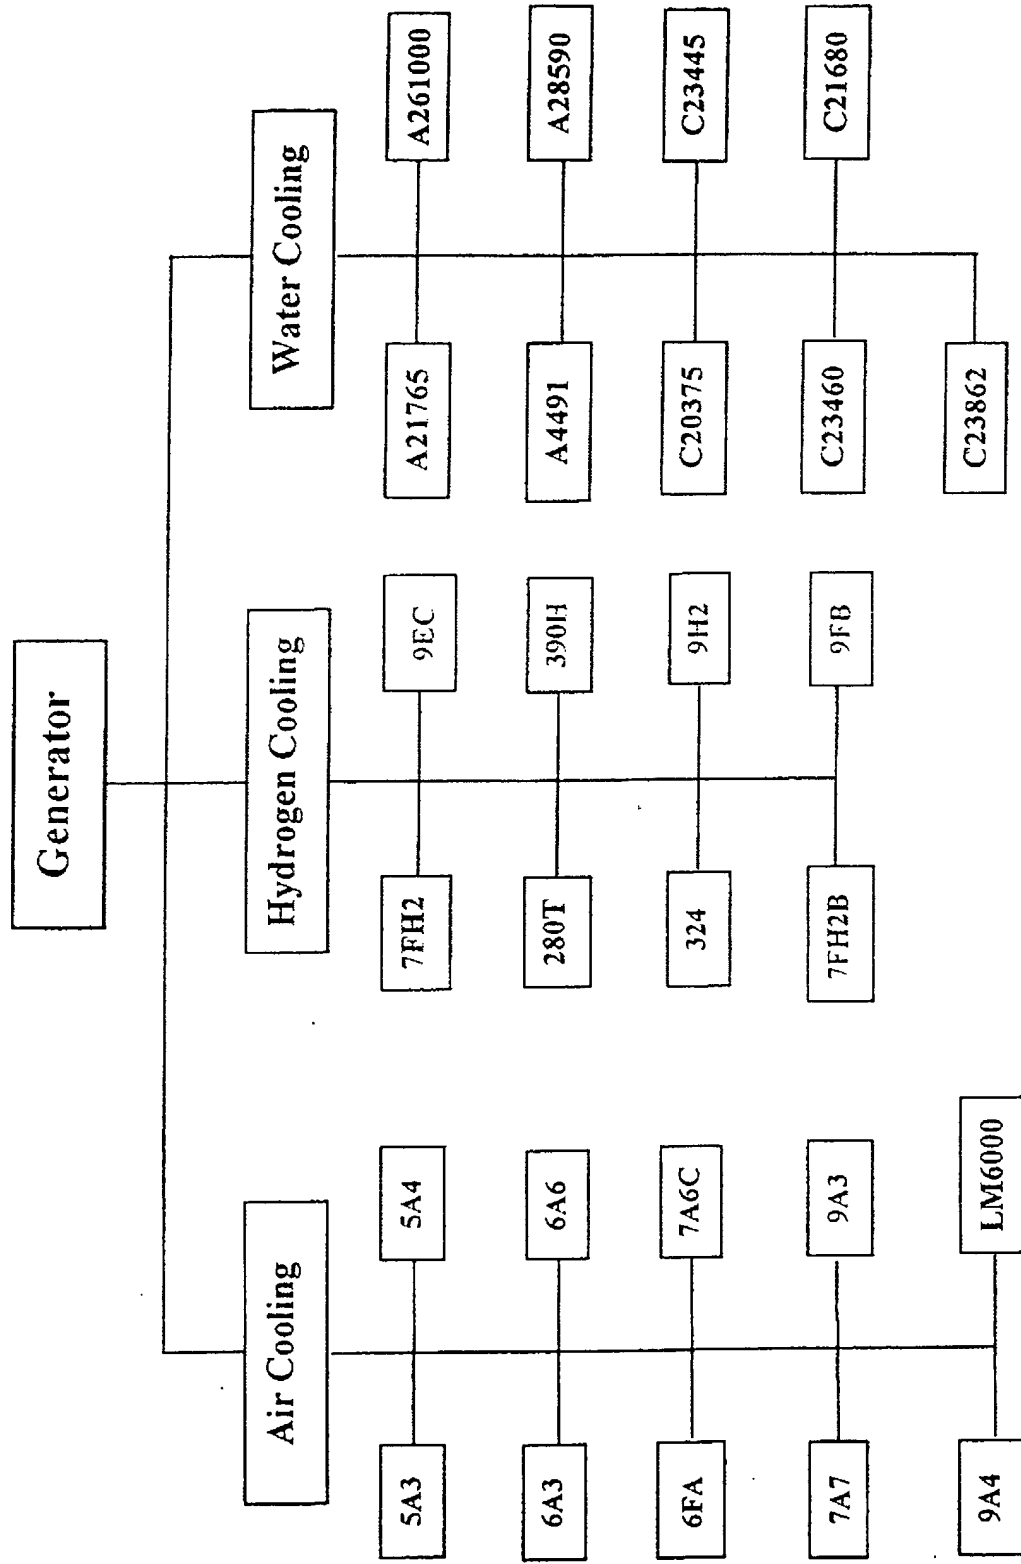 Generator
Air Cooling
Hydrogen Cooling
Water Cooling
5A3
5A4
6A3
6A6
6FA
7A6C
7A7
9A3
9A4
LM6000
7FH2
9EC
280T
390H
324
9H2
7FH2B
9FB
A21765
A261000
A4491
A28590
C20375
C23445
C23460
C21680
C23862